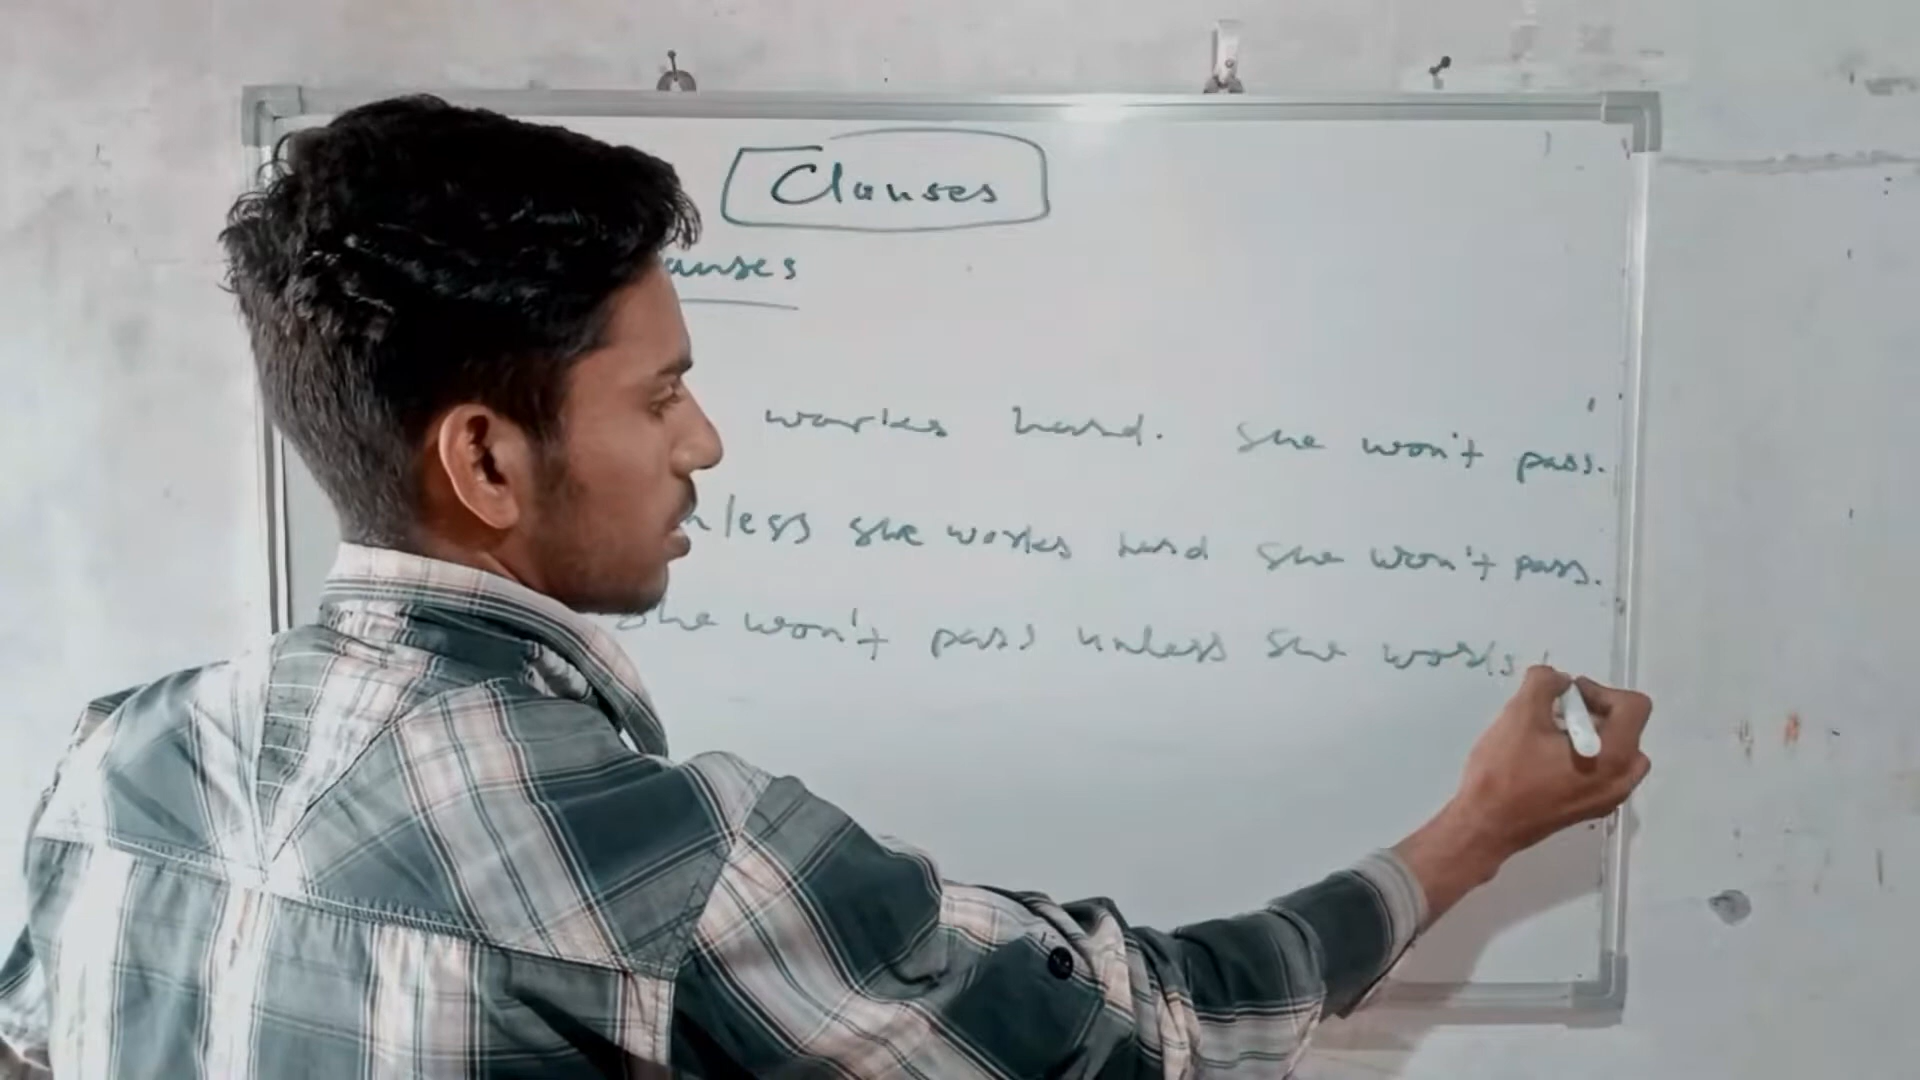 Clauses
auses
works hard. She won't pass.
nless she works hard she won't pass.
She won't pass unless she works